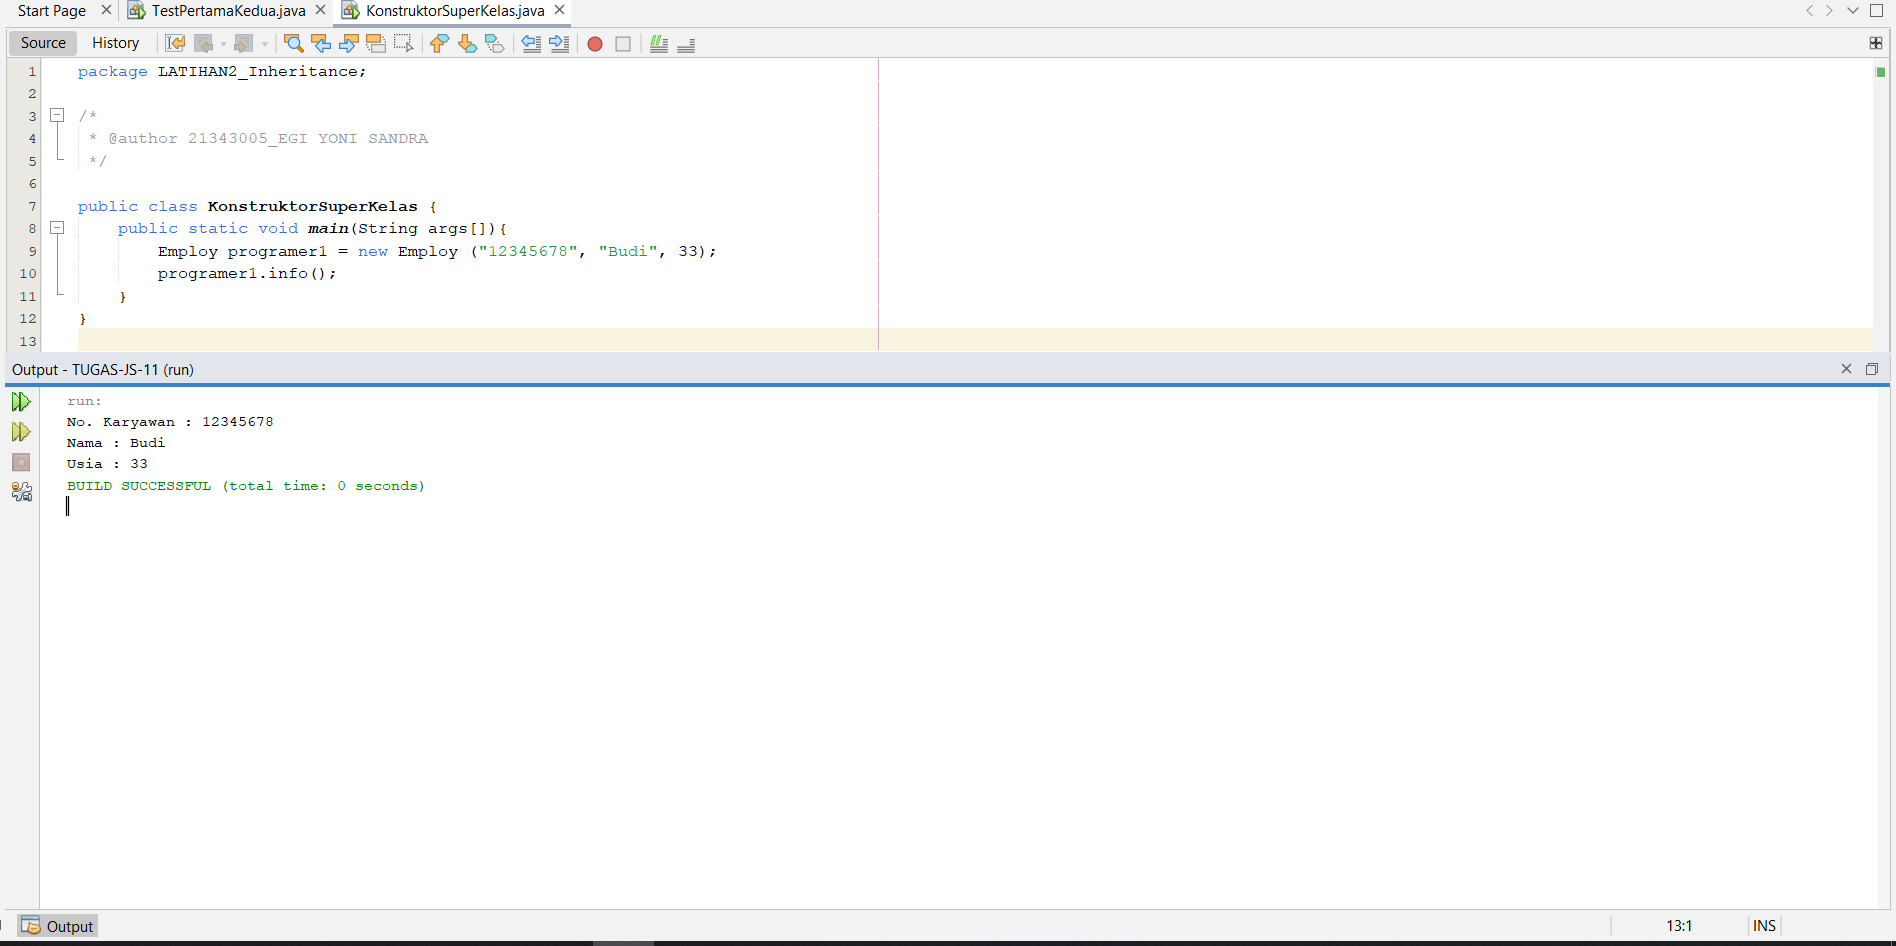 Start Page TestPertamaKedua.java KonstruktorSuperKelas.java
Source History
1 package LATIHAN2_Inheritance;
2
3 /*
4 * @author 21343005_EGI YONI SANDRA
5 */
6
7 public class KonstruktorSuperKelas {
8 public static void main(String args[]){
9 Employ programer1 = new Employ ("12345678", "Budi", 33);
10 programer1.info();
11 }
12 }
13
Output - TUGAS-JS-11 (run)
run:
No. Karyawan : 12345678
Nama : Budi
Usia : 33
BUILD SUCCESSFUL (total time: 0 seconds)
Output 13:1 INS